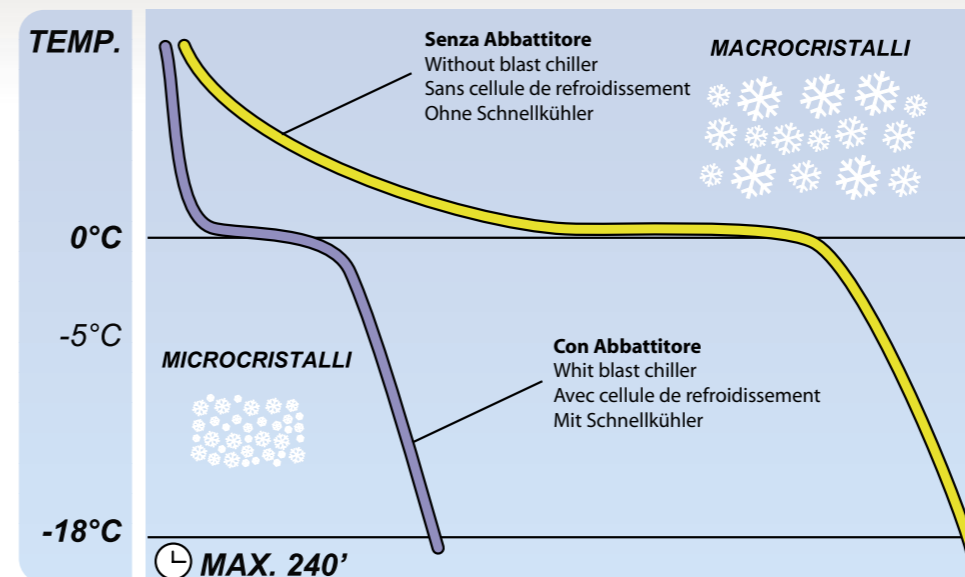 TEMP.
Senza Abbattitore
Without blast chiller
Sans cellule de refroidissement
Ohne Schnellkühler
MACROCRISTALLI
0°C
-5°C
MICROCRISTALLI
Con Abbattitore
Whit blast chiller
Avec cellule de refroidissement
Mit Schnellkühler
-18°C
MAX. 240'